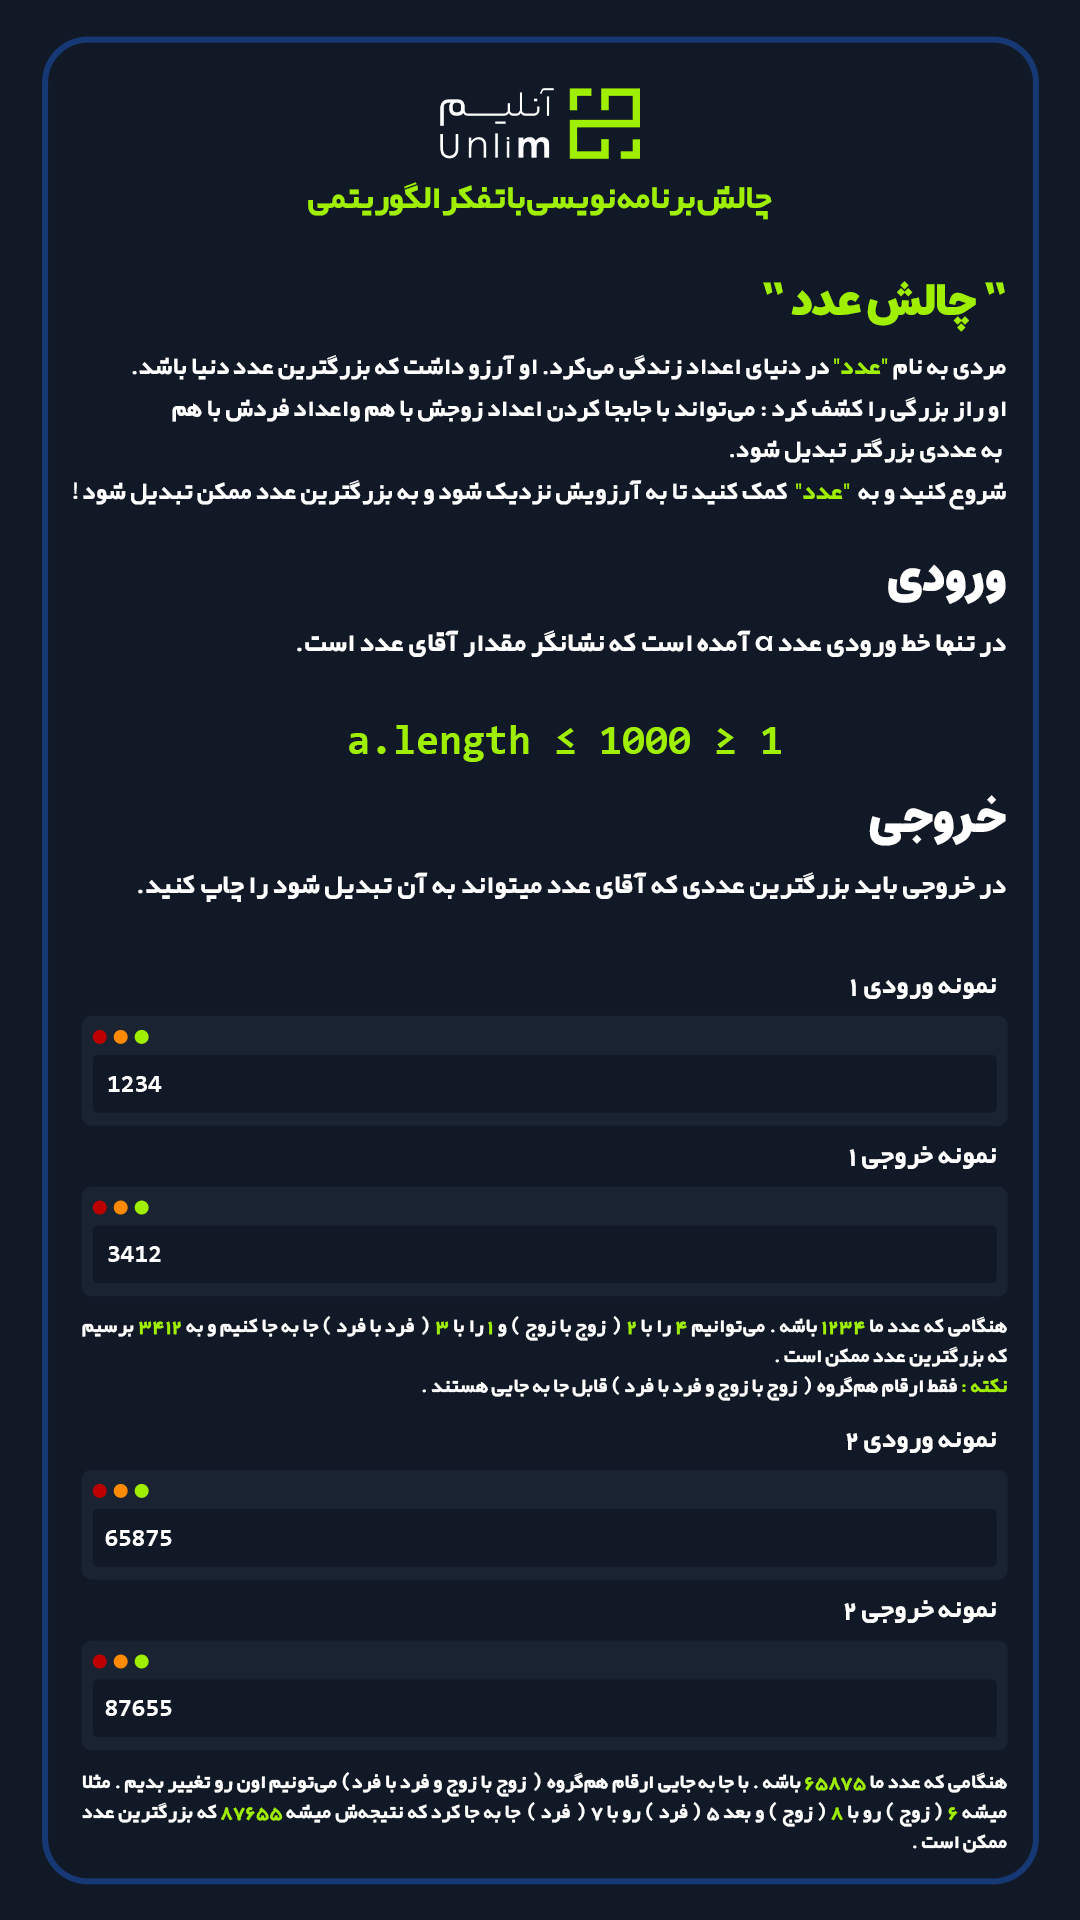 آنلیم
Unlim
چالش برنامه‌نویسی با تفکر الگوریتمی
" چالش عدد "
مردی به نام "عدد" در دنیای اعداد زندگی می‌کرد. او آرزو داشت که بزرگترین عدد دنیا باشد.
او راز بزرگی را کشف کرد : می‌تواند با جابجا کردن اعداد زوجش با هم واعداد فردش با هم
به عددی بزرگتر تبدیل شود.
شروع کنید و به "عدد" کمک کنید تا به آرزویش نزدیک شود و به بزرگترین عدد ممکن تبدیل شود !
ورودی
در تنها خط ورودی عدد a آمده است که نشانگر مقدار آقای عدد است.
a.length ≤ 1000 ≥ 1
خروجی
در خروجی باید بزرگترین عددی که آقای عدد میتواند به آن تبدیل شود را چاپ کنید.
نمونه ورودی ۱
1234
نمونه خروجی ۱
3412
هنگامی که عدد ما ۱۲۳۴ باشه . می‌توانیم ۴ را با ۲ ( زوج با زوج ) و ۱ را با ۳ ( فرد با فرد ) جا به جا کنیم و به ۳۴۱۲ برسیم
که بزرگترین عدد ممکن است .
نکته : فقط ارقام هم‌گروه ( زوج با زوج و فرد با فرد ) قابل جا به جایی هستند .
نمونه ورودی ۲
65875
نمونه خروجی ۲
87655
هنگامی که عدد ما ۶۵۸۷۵ باشه . با جا به جایی ارقام هم‌گروه ( زوج با زوج و فرد با فرد) می‌تونیم اون رو تغییر بدیم . مثلا
میشه ۶ ( زوج ) رو با ۸ ( زوج ) و بعد ۵ ( فرد ) رو با ۷ ( فرد ) جا به جا کرد که نتیجه‌ش میشه ۸۷۶۵۵ که بزرگترین عدد
ممکن است .